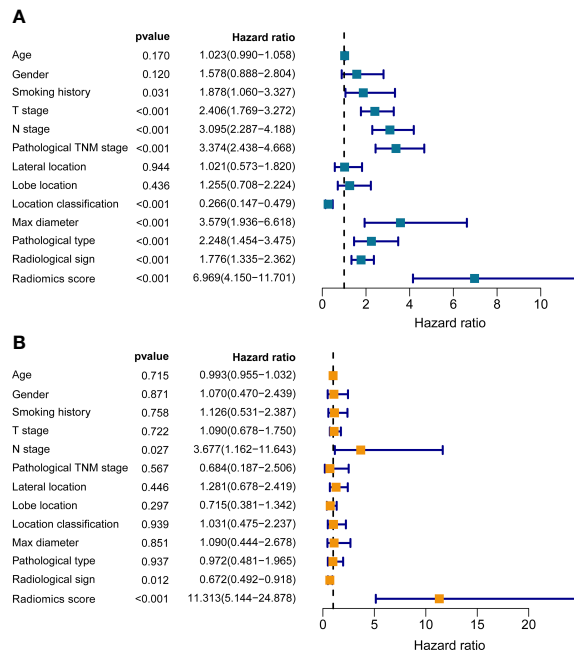 A
pvalue Hazard ratio
Age 0.170 1.023(0.990−1.058)
Gender 0.120 1.578(0.888−2.804)
Smoking history 0.031 1.878(1.060−3.327)
T stage <0.001 2.406(1.769−3.272)
N stage <0.001 3.095(2.287−4.188)
Pathological TNM stage <0.001 3.374(2.438−4.668)
Lateral location 0.944 1.021(0.573−1.820)
Lobe location 0.436 1.255(0.708−2.224)
Location classification <0.001 0.266(0.147−0.479)
Max diameter <0.001 3.579(1.936−6.618)
Pathological type <0.001 2.248(1.454−3.475)
Radiological sign <0.001 1.776(1.335−2.362)
Radiomics score <0.001 6.969(4.150−11.701)
0 2 4 6 8 10
Hazard ratio
B
pvalue Hazard ratio
Age 0.715 0.993(0.955−1.032)
Gender 0.871 1.070(0.470−2.439)
Smoking history 0.758 1.126(0.531−2.387)
T stage 0.722 1.090(0.678−1.750)
N stage 0.027 3.677(1.162−11.643)
Pathological TNM stage 0.567 0.684(0.187−2.506)
Lateral location 0.446 1.281(0.678−2.419)
Lobe location 0.297 0.715(0.381−1.342)
Location classification 0.939 1.031(0.475−2.237)
Max diameter 0.851 1.090(0.444−2.678)
Pathological type 0.937 0.972(0.481−1.965)
Radiological sign 0.012 0.672(0.492−0.918)
Radiomics score <0.001 11.313(5.144−24.878)
0 5 10 15 20
Hazard ratio